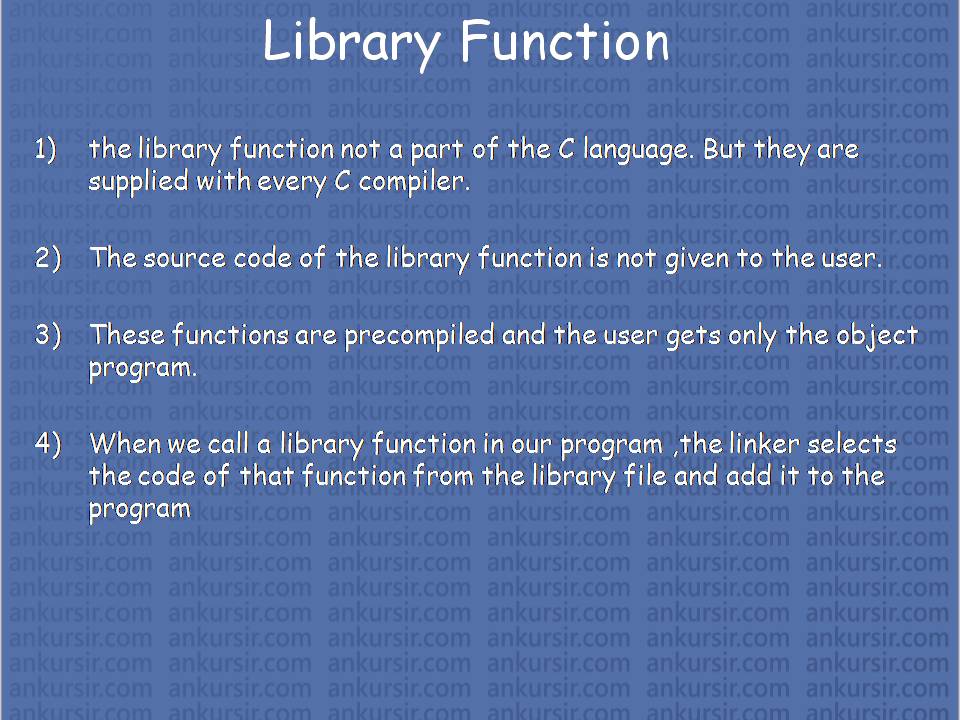 Library Function
1) the library function not a part of the C language. But they are
supplied with every C compiler.
2) The source code of the library function is not given to the user.
3) These functions are precompiled and the user gets only the object
program.
4) When we call a library function in our program ,the linker selects
the code of that function from the library file and add it to the
program